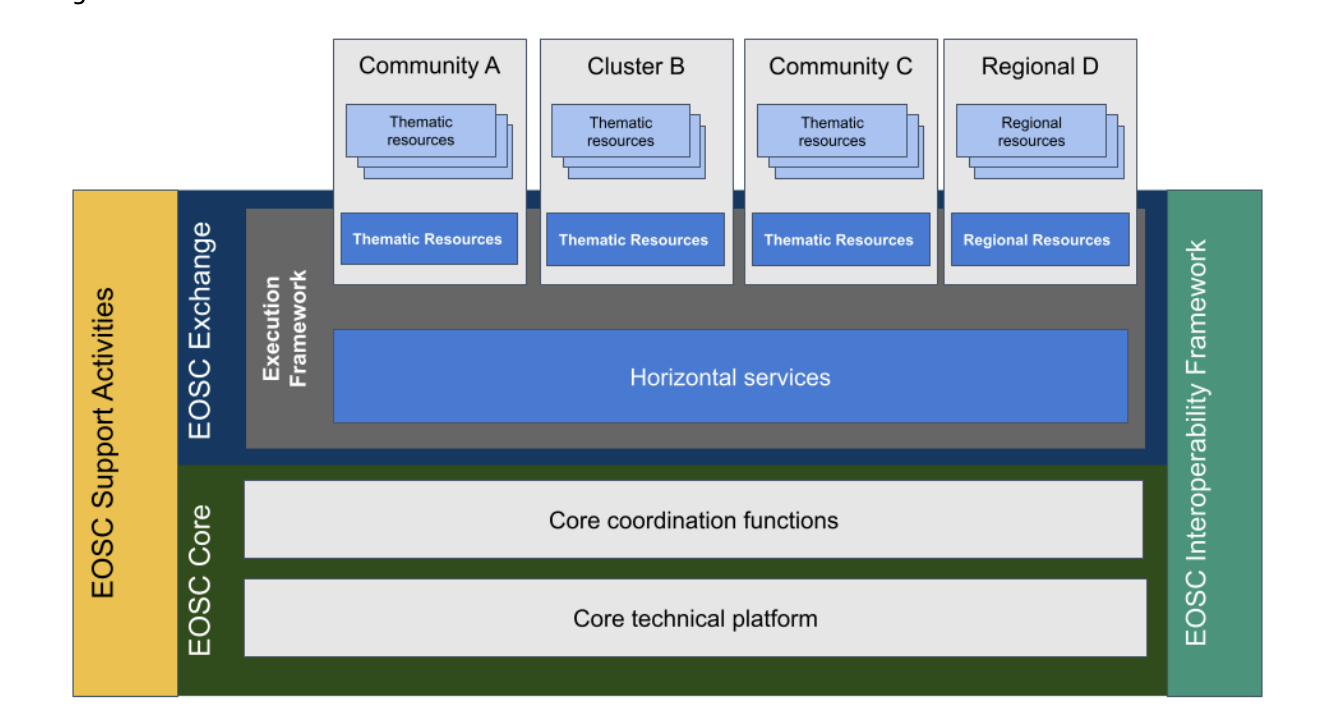 Community A
Cluster B
Community C
Regional D
Thematic
resources
Thematic
resources
Thematic
resources
Regional
resources
Thematic Resources
Thematic Resources
Thematic Resources
Regional Resources
EOSC Support Activities
EOSC Exchange
Execution
Framework
Horizontal services
EOSC Interoperability Framework
EOSC Core
Core coordination functions
Core technical platform